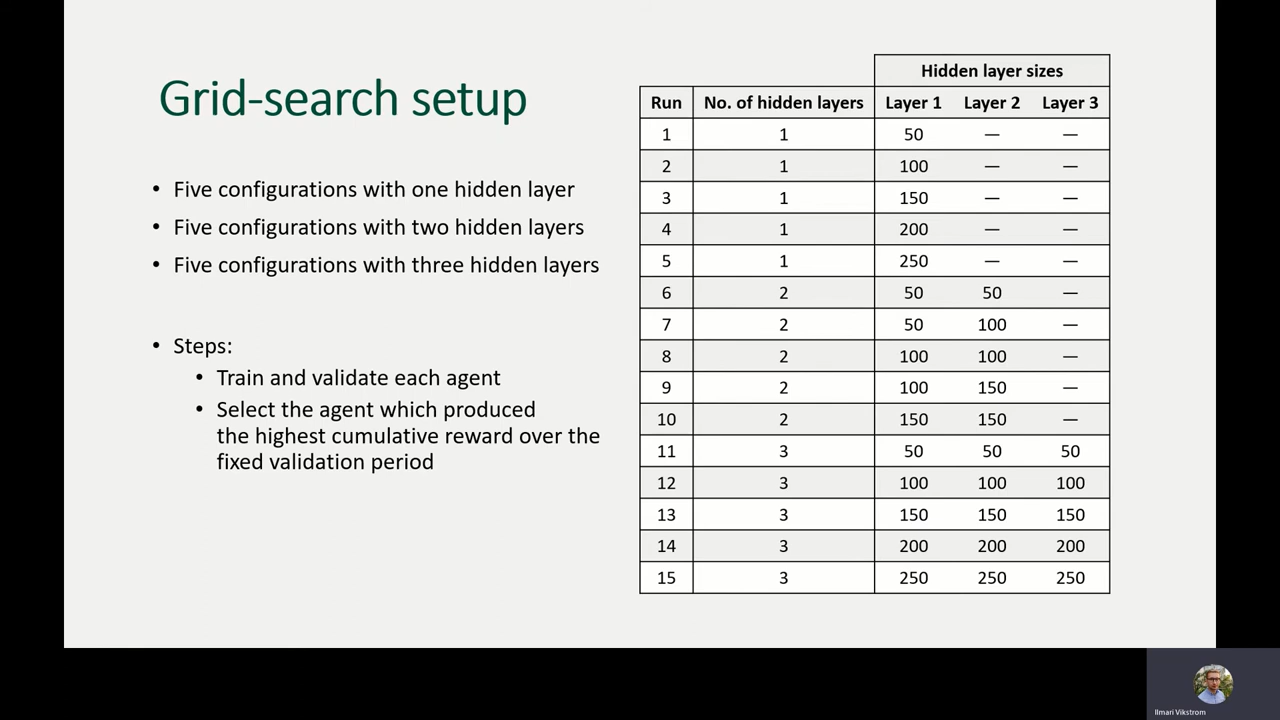 Grid-search setup
• Five configurations with one hidden layer
• Five configurations with two hidden layers
• Five configurations with three hidden layers
• Steps:
• Train and validate each agent
• Select the agent which produced
the highest cumulative reward over the
fixed validation period
Hidden layer sizes
Run No. of hidden layers Layer 1 Layer 2 Layer 3
1 1 50 — —
2 1 100 — —
3 1 150 — —
4 1 200 — —
5 1 250 — —
6 2 50 50 —
7 2 50 100 —
8 2 100 100 —
9 2 100 150 —
10 2 150 150 —
11 3 50 50 50
12 3 100 100 100
13 3 150 150 150
14 3 200 200 200
15 3 250 250 250
Ilmari Vikstrom